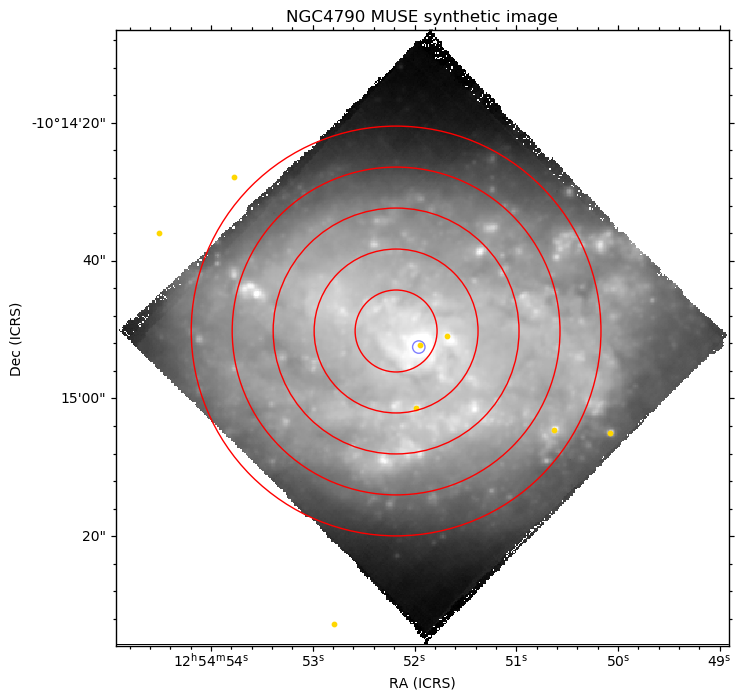 NGC4790 MUSE synthetic image
-10°14'20"
40"
15'00"
20"
12ʰ54ᵐ54ˢ 53ˢ 52ˢ 51ˢ 50ˢ 49ˢ
RA (ICRS)
Dec (ICRS)